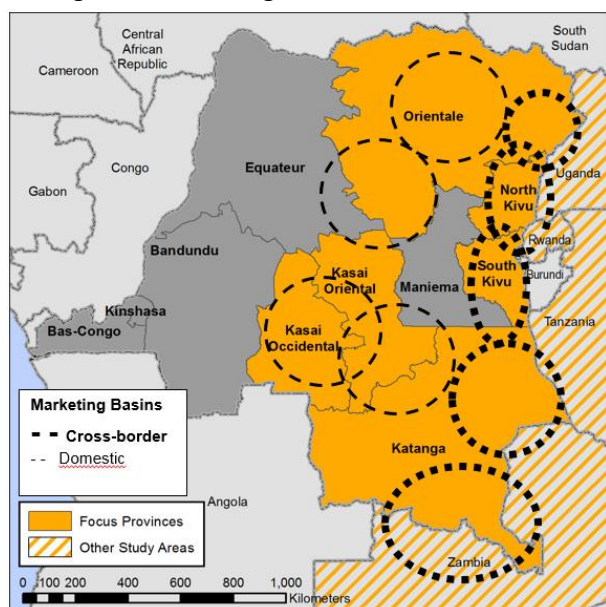 Central
African
Republic
South
Sudan
Cameroon
Orientale
Congo
Equateur
Uganda
Gabon
North
Kivu
Rwanda
Bandundu
Kasai
Oriental
Maniema
South
Kivu
Burundi
Kinshasa
Bas-Congo
Kasai
Occidental
Tanzania
Marketing Basins
Cross-border
Domestic
Katanga
Angola
Focus Provinces
Other Study Areas
Zambia
0 100 200 400 600 800 1,000
Kilometers